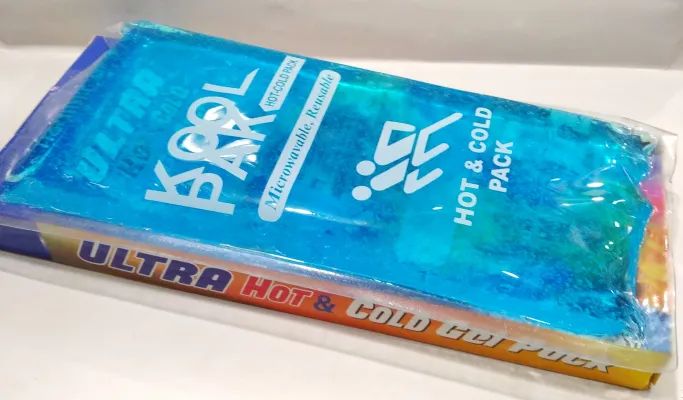 KOOL
PAK
HOT-COLD PACK
Microwavable, Reusable
HOT & COLD
PACK
ULTRA
ULTRA HOT & COLD Gel PACK